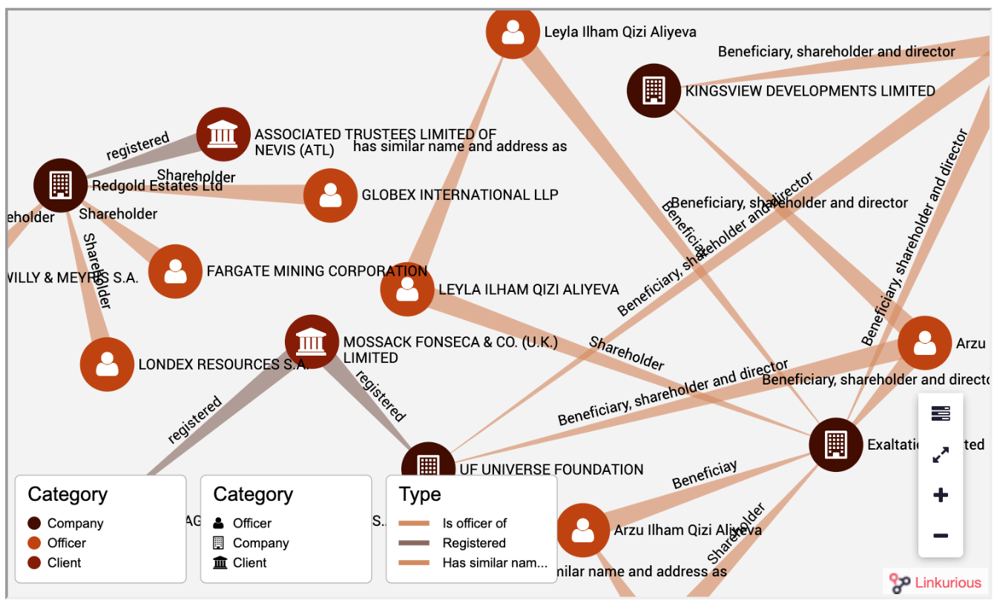 Leyla Ilham Qizi Aliyeva
Beneficiary, shareholder and director
KINGSVIEW DEVELOPMENTS LIMITED
registered
ASSOCIATED TRUSTEES LIMITED OF
NEVIS (ATL)
has similar name and address as
Shareholder
Redgold Estates Ltd
GLOBEX INTERNATIONAL LLP
Beneficiary, shareholder and director
Beneficiary, shareholder and director
Beneficiary, shareholder and director
eholder
Shareholder
Beneficiay
Shareholder
WILLY & MEYRIS S.A.
FARGATE MINING CORPORATION
LEYLA ILHAM QIZI ALIYEVA
MOSSACK FONSECA & CO. (U.K.)
LIMITED
Shareholder
Arzu
LONDEX RESOURCES S.A.
registered
registered
Beneficiary, shareholder and director
Beneficiary, shareholder and directo
Exaltati
ted
UF UNIVERSE FOUNDATION
Beneficiay
Category
Company
Officer
Client
AG
Category
Officer
Company
Client
S..
Type
Is officer of
Registered
Has similar nam...
Arzu Ilham Qizi Aliyeva
Shareholder
milar name and address as
Linkurious